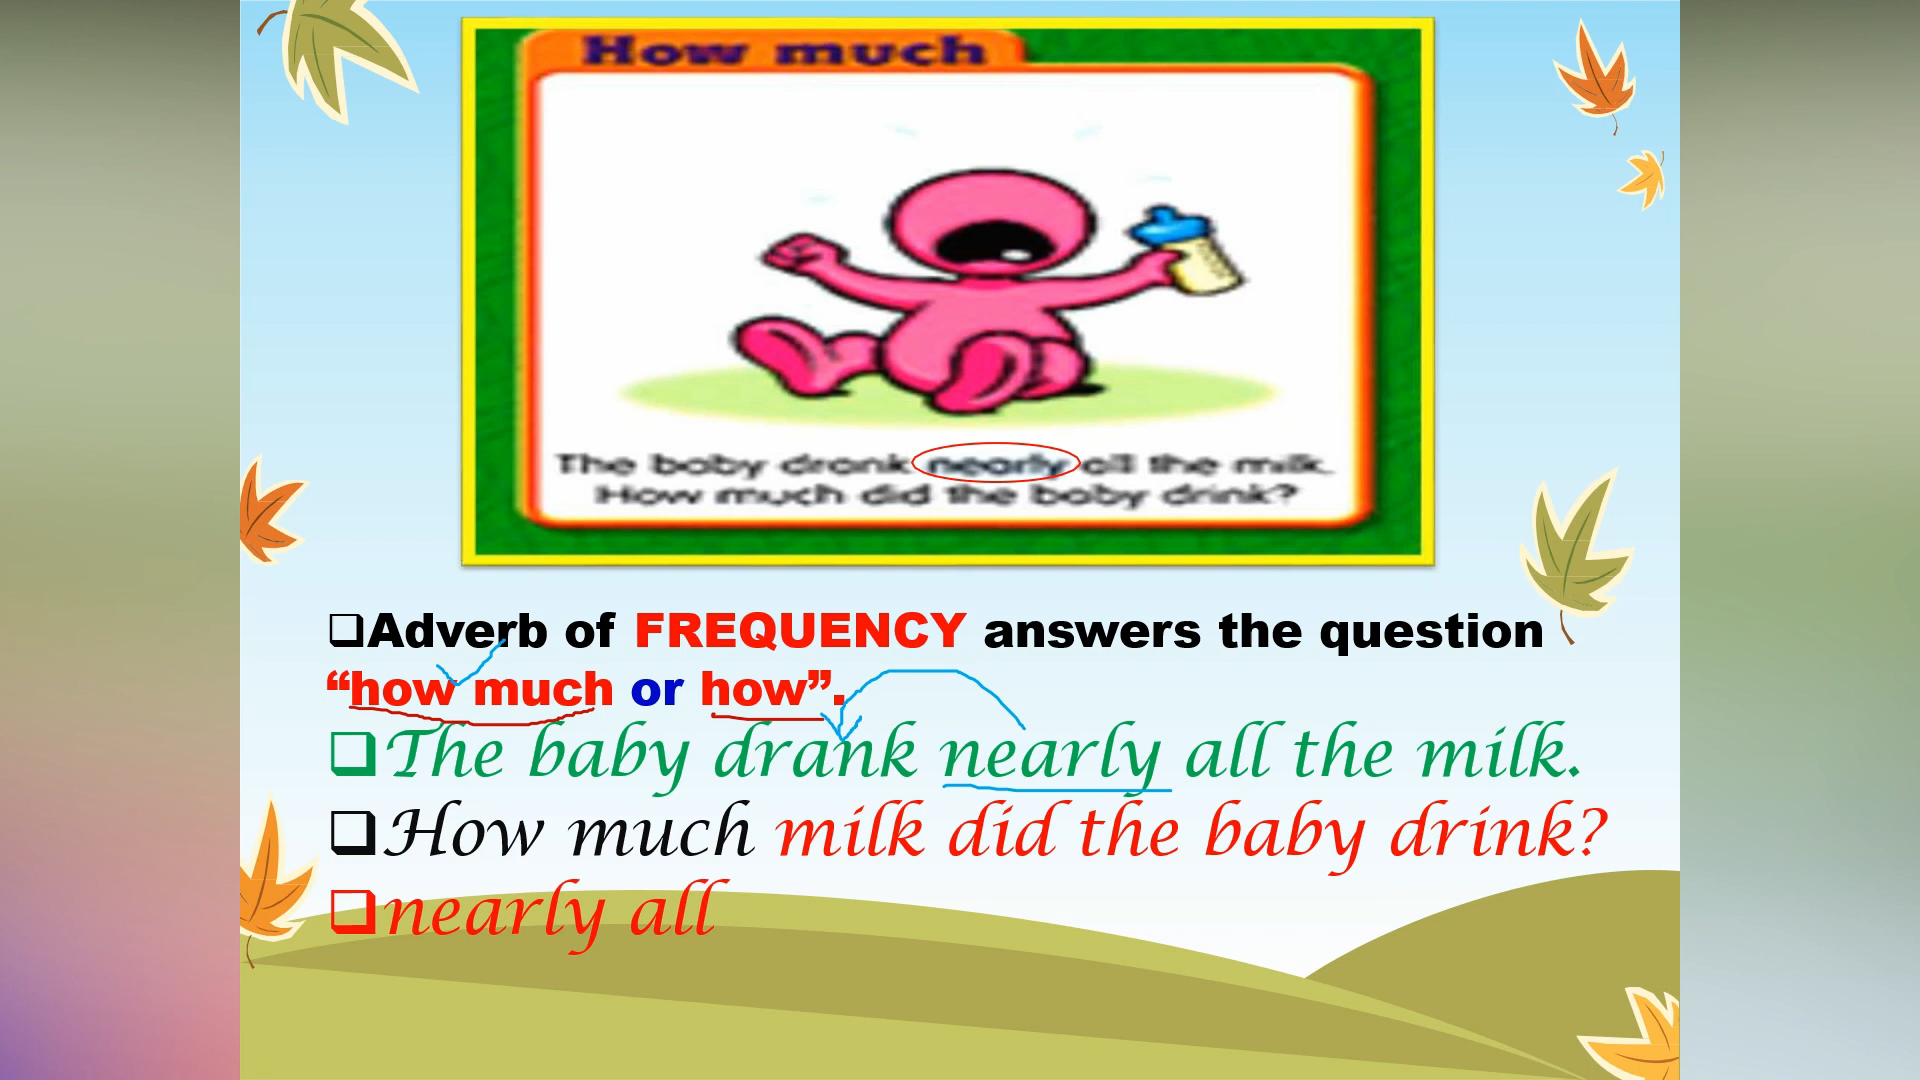 How much
The baby drank nearly all the milk.
How much did the baby drink?
❑Adverb of FREQUENCY answers the question
“how much or how”.
❑The baby drank nearly all the milk.
❑How much milk did the baby drink?
❑nearly all